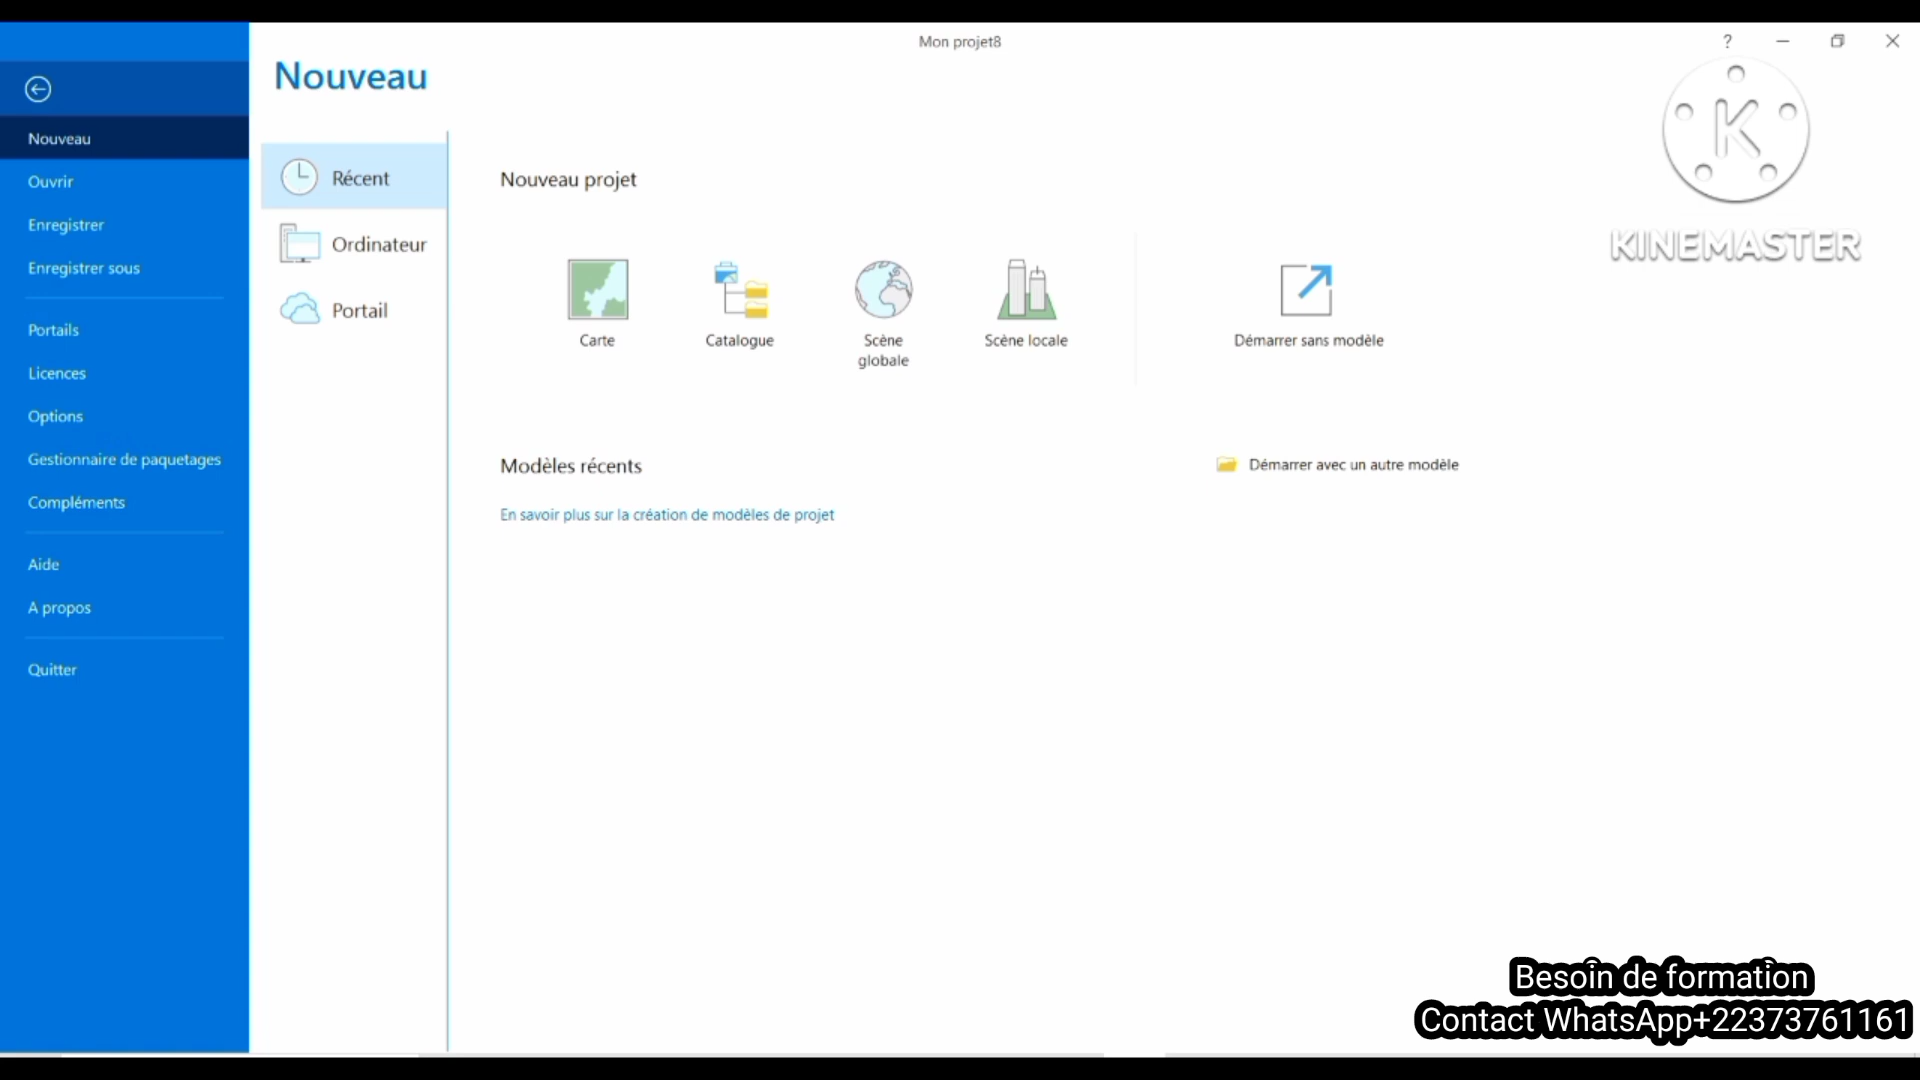 Mon projet8
?
Nouveau
Nouveau
Ouvrir
Enregistrer
Enregistrer sous
Portails
Licences
Options
Gestionnaire de paquetages
Compléments
Aide
A propos
Quitter
Récent
Ordinateur
Portail
Nouveau projet
Carte
Catalogue
Scène
globale
Scène locale
Démarrer sans modèle
Modèles récents
Démarrer avec un autre modèle
En savoir plus sur la création de modèles de projet
K
KINEMASTER
Besoin de formation
Contact WhatsApp+22373761161